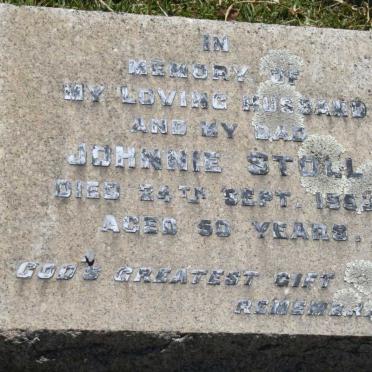 IN
MEMORY OF
MY LOVING HUSBAND
AND MY DAD
JOHNNIE STOLL
DIED 24TH SEPT.
AGED 50 YEARS.
GOD'S GREATEST GIFT